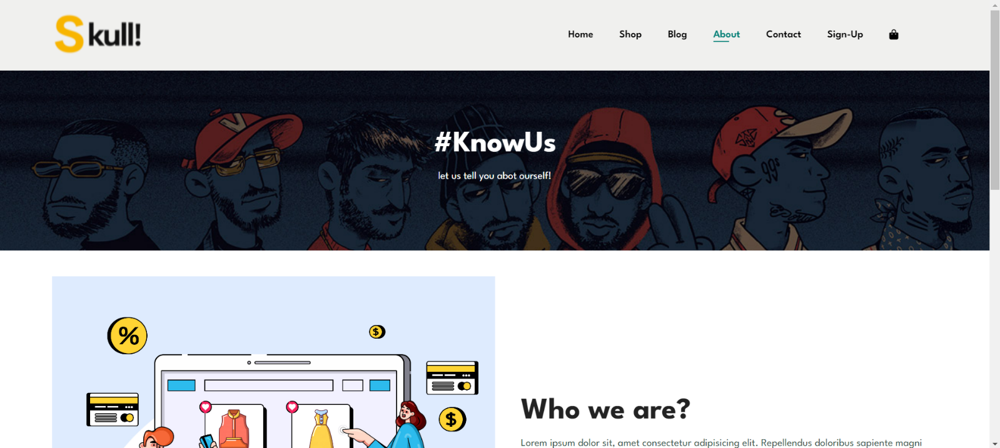 Skull!
Home Shop Blog About Contact Sign-Up
#KnowUs
let us tell you abot ourself!
99s
%
$
$
Who we are?
Lorem ipsum dolor sit, amet consectetur adipisicing elit. Repellendus doloribus sapiente magni